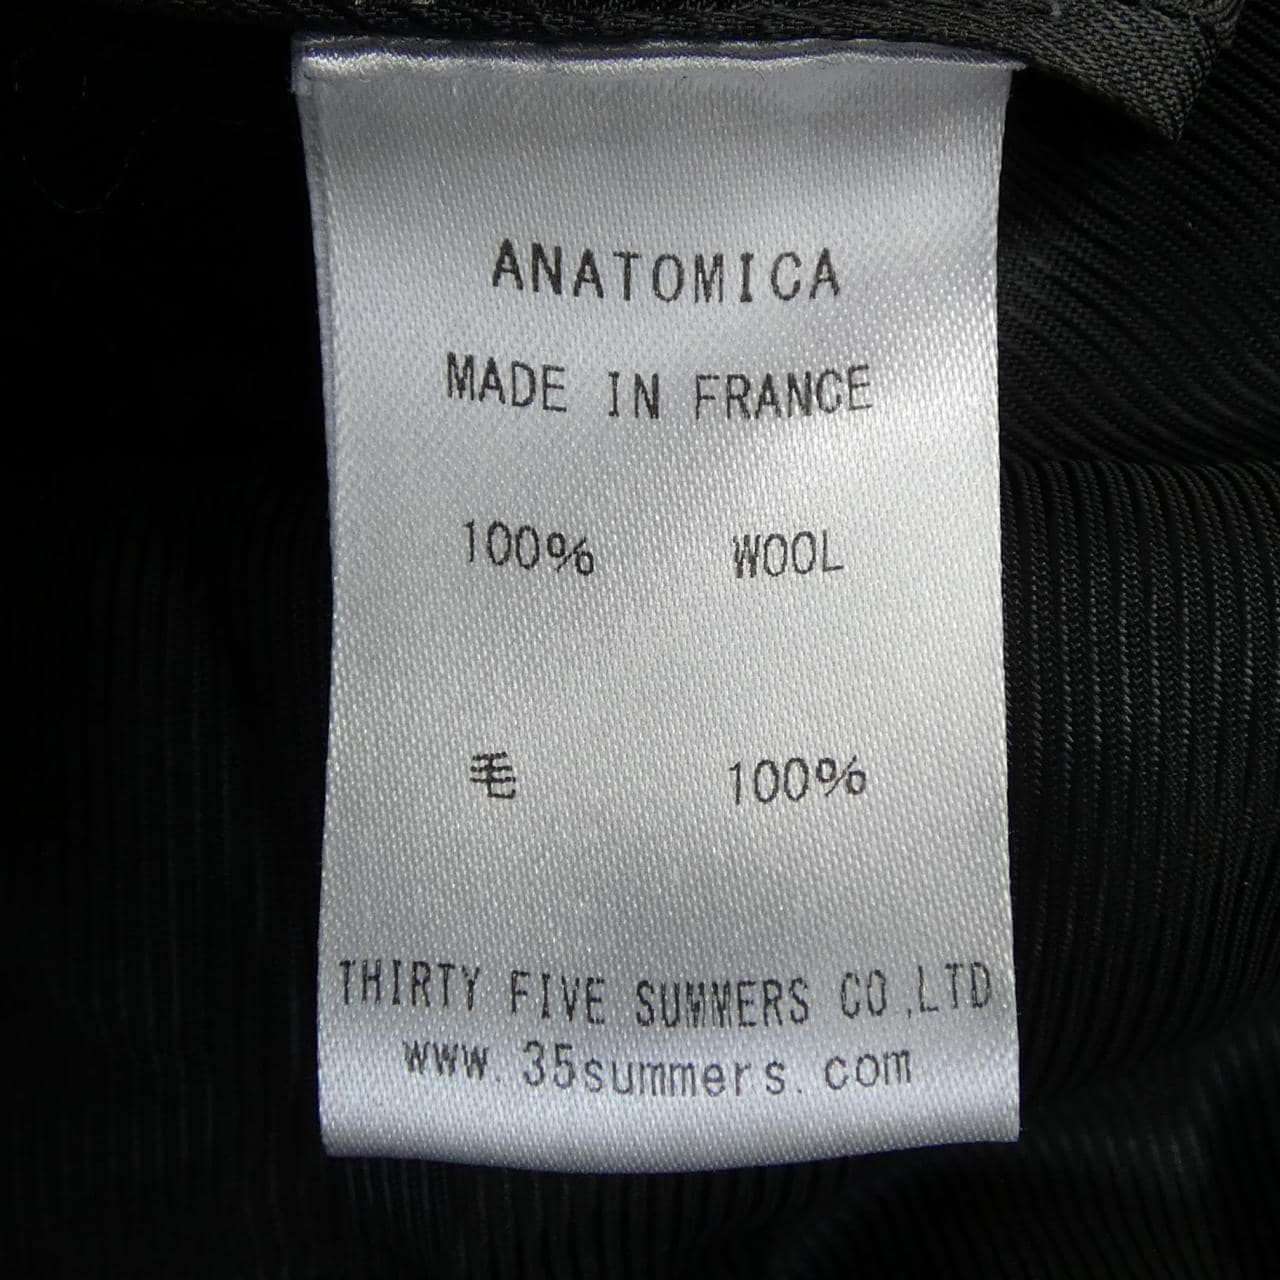 ANATOMICA
MADE IN FRANCE
100% WOOL
毛 100%
THIRTY FIVE SUMMERS CO.,LTD
www.35summers.com